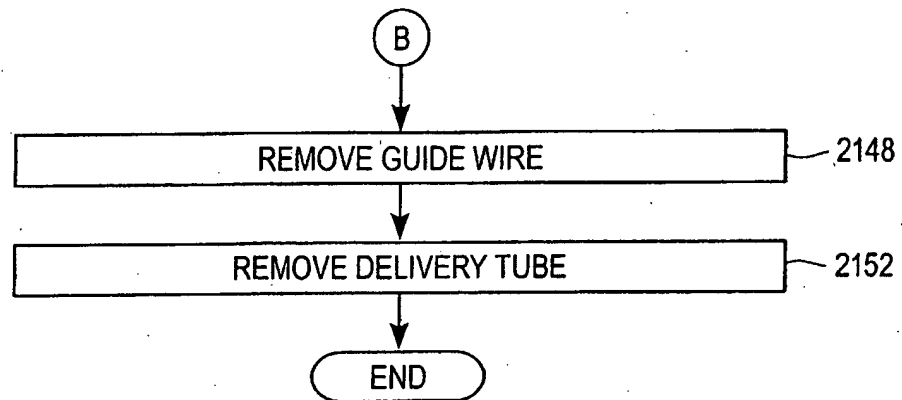 B
REMOVE GUIDE WIRE
2148
REMOVE DELIVERY TUBE
2152
END